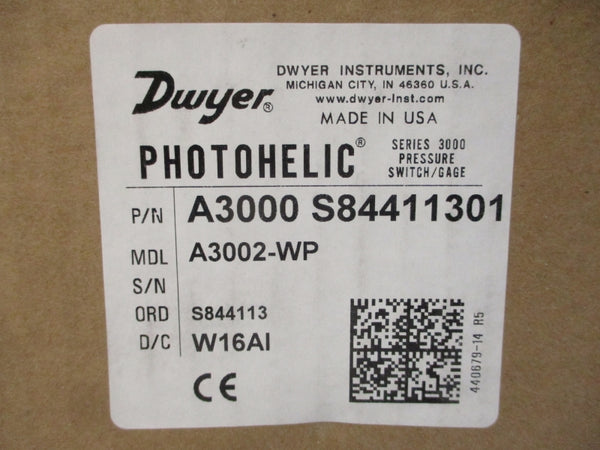 Dwyer®
DWYER INSTRUMENTS, INC.
MICHIGAN CITY, IN 46360 U.S.A.
www.dwyer-inst.com
MADE IN USA
PHOTOHELIC®
SERIES 3000
PRESSURE
SWITCH/GAGE
P/N A3000 S84411301
MDL A3002-WP
S/N
ORD S844113
D/C W16AI
CE
440679-14 R5